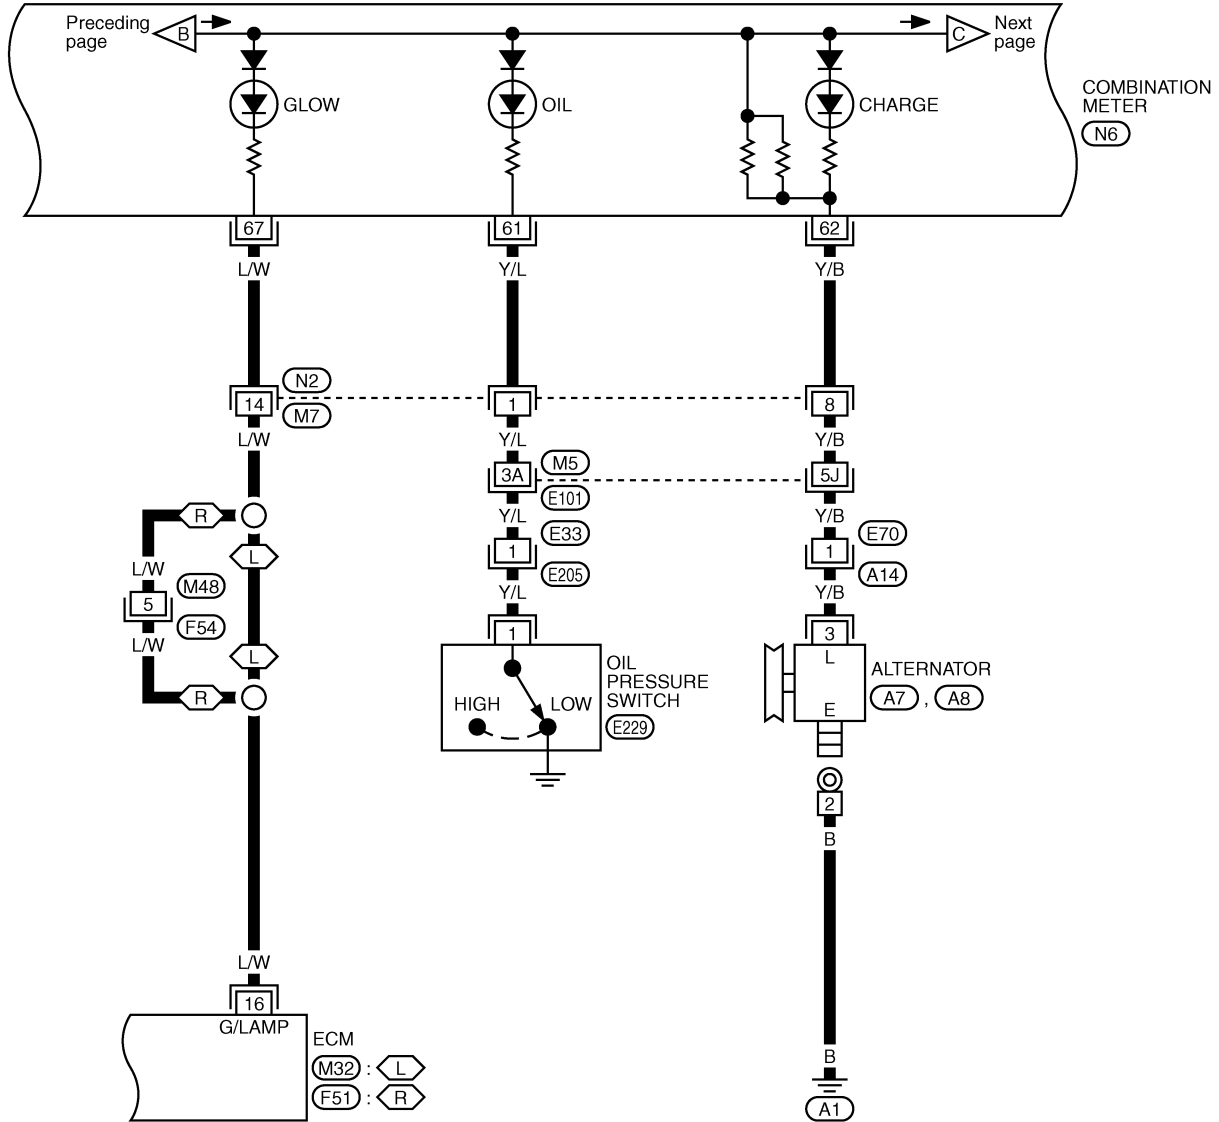 Preceding
page
B
C
Next
page
GLOW
OIL
CHARGE
COMBINATION
METER
N6
67
61
62
L/W
Y/L
Y/B
N2
14
1
8
M7
L/W
Y/L
Y/B
M5
3A
5J
E101
R
Y/L
Y/B
E33
E70
L
1
1
L/W
E205
A14
M48
Y/L
Y/B
5
F54
1
3
L/W
L
L
OIL
PRESSURE
SWITCH
ALTERNATOR
R
HIGH
LOW
A7 , A8
E
E229
2
B
L/W
16
G/LAMP
ECM
B
M32 : L
F51 : R
A1